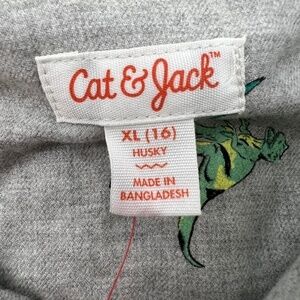 Cat & Jack™
XL (16)
HUSKY
MADE IN
BANGLADESH